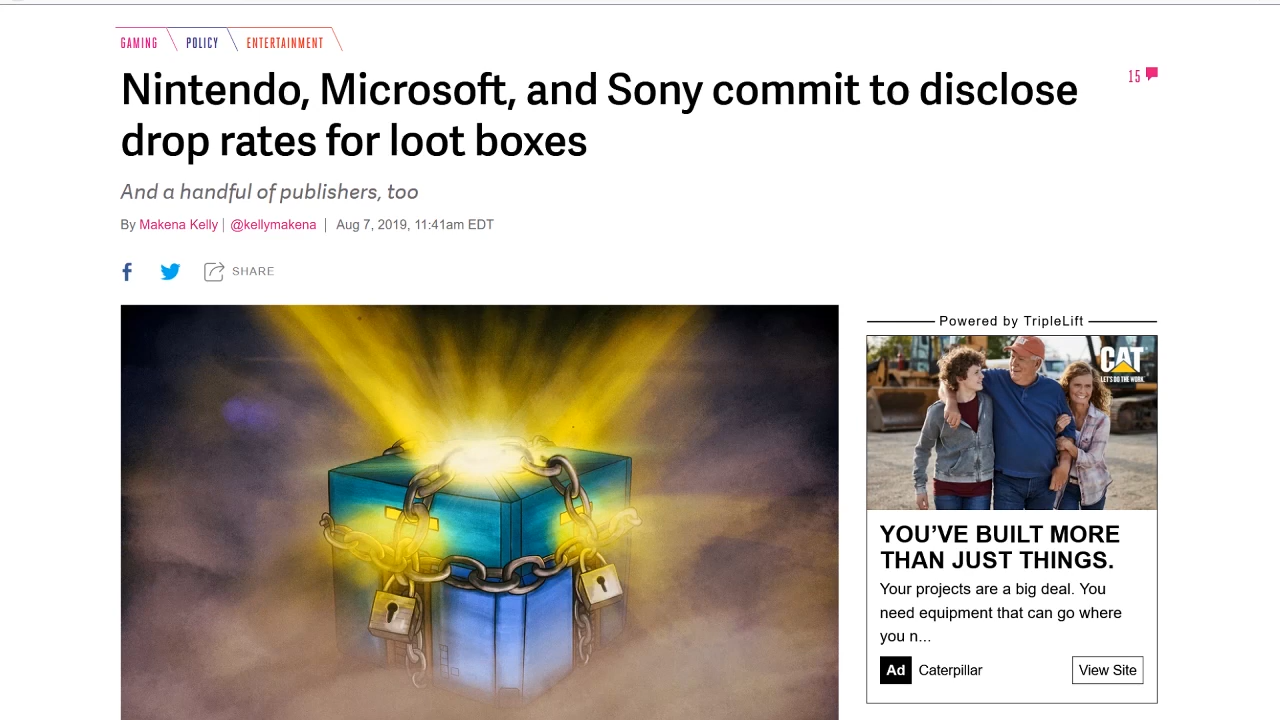 GAMING POLICY ENTERTAINMENT
Nintendo, Microsoft, and Sony commit to disclose
drop rates for loot boxes
15
And a handful of publishers, too
By Makena Kelly | @kellymakena | Aug 7, 2019, 11:41am EDT
SHARE
Powered by TripleLift
CAT
LET'S DO THE WORK
YOU’VE BUILT MORE
THAN JUST THINGS.
Your projects are a big deal. You
need equipment that can go where
you n...
Ad Caterpillar View Site